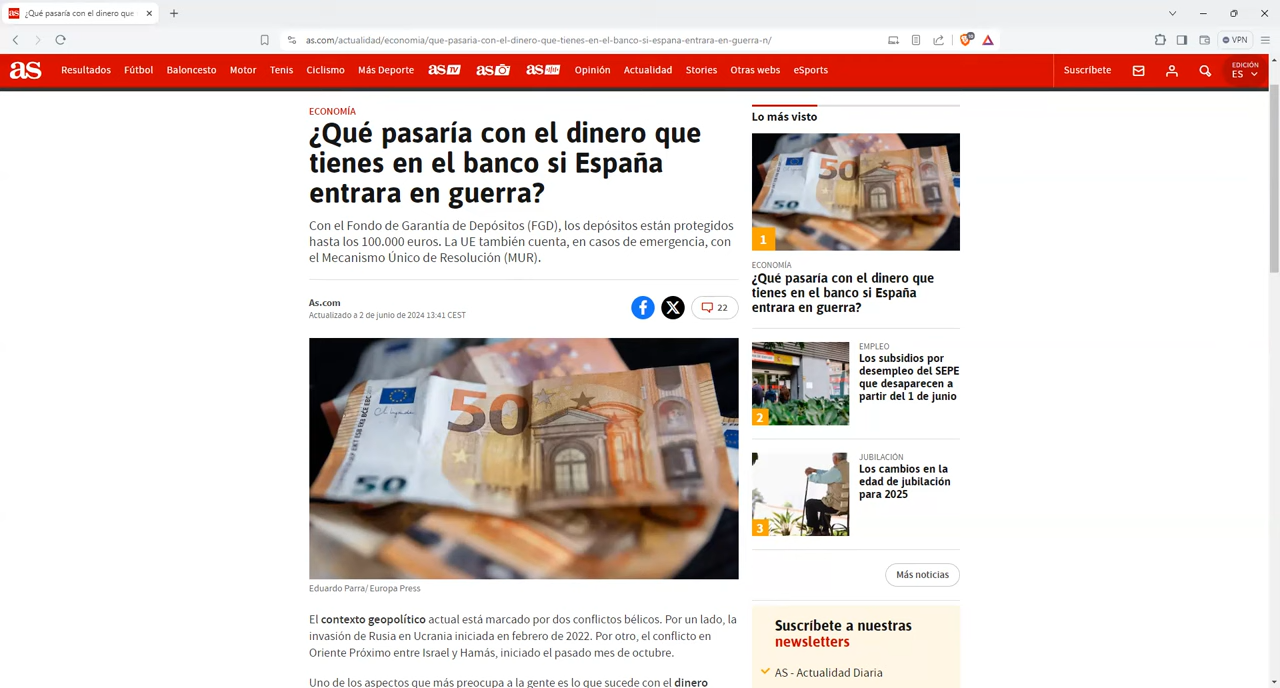 ¿Qué pasaría con el dinero que
as.com/actualidad/economia/que-pasaria-con-el-dinero-que-tienes-en-el-banco-si-espana-entrara-en-guerra-n/
VPN
as Resultados Fútbol Baloncesto Motor Tenis Ciclismo Más Deporte as TV as as Opinión Actualidad Stories Otras webs eSports Suscríbete EDICIÓN
ES
ECONOMÍA
¿Qué pasaría con el dinero que
tienes en el banco si España
entrara en guerra?
Con el Fondo de Garantía de Depósitos (FGD), los depósitos están protegidos
hasta los 100.000 euros. La UE también cuenta, en casos de emergencia, con
el Mecanismo Único de Resolución (MUR).
As.com
Actualizado a 2 de junio de 2024 13:41 CEST
22
50
50
Eduardo Parra/ Europa Press
El contexto geopolítico actual está marcado por dos conflictos bélicos. Por un lado, la
invasión de Rusia en Ucrania iniciada en febrero de 2022. Por otro, el conflicto en
Oriente Próximo entre Israel y Hamás, iniciado el pasado mes de octubre.
Uno de los aspectos que más preocupa a la gente es lo que sucede con el dinero
Lo más visto
50
50
1
ECONOMÍA
¿Qué pasaría con el dinero que
tienes en el banco si España
entrara en guerra?
2
EMPLEO
Los subsidios por
desempleo del SEPE
que desaparecen a
partir del 1 de junio
3
JUBILACIÓN
Los cambios en la
edad de jubilación
para 2025
Más noticias
Suscríbete a nuestras
newsletters
AS - Actualidad Diaria